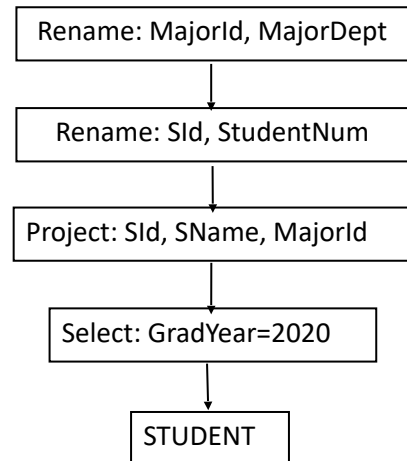 Rename: MajorId, MajorDept
Rename: SId, StudentNum
Project: SId, SName, MajorId
Select: GradYear=2020
STUDENT